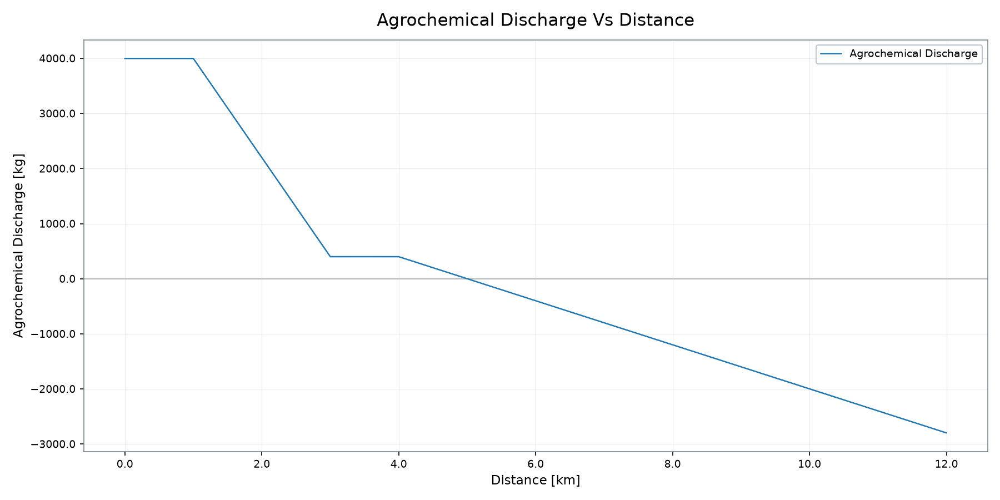 Agrochemical Discharge Vs Distance
Agrochemical Discharge
4000.0
3000.0
2000.0
1000.0
0.0
−1000.0
−2000.0
−3000.0
Agrochemical Discharge [kg]
0.0 2.0 4.0 6.0 8.0 10.0 12.0
Distance [km]